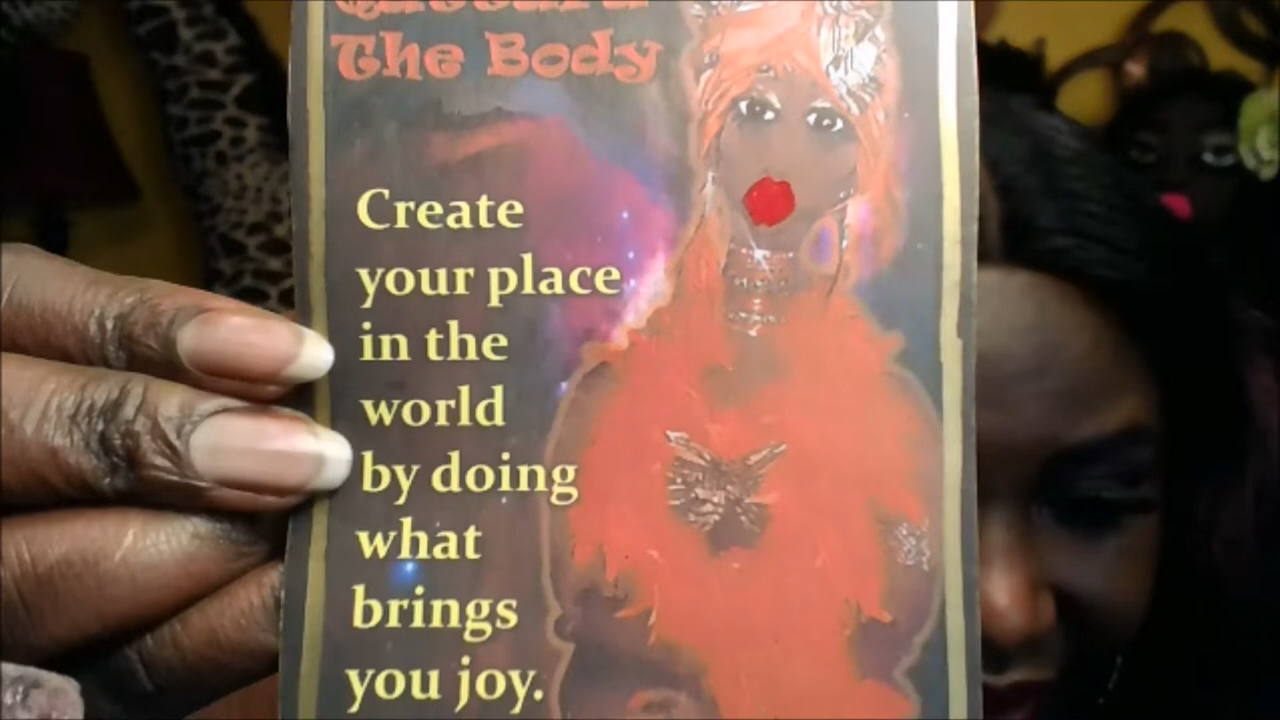 The Body
Create
your place
in the
world
by doing
what
brings
you joy.